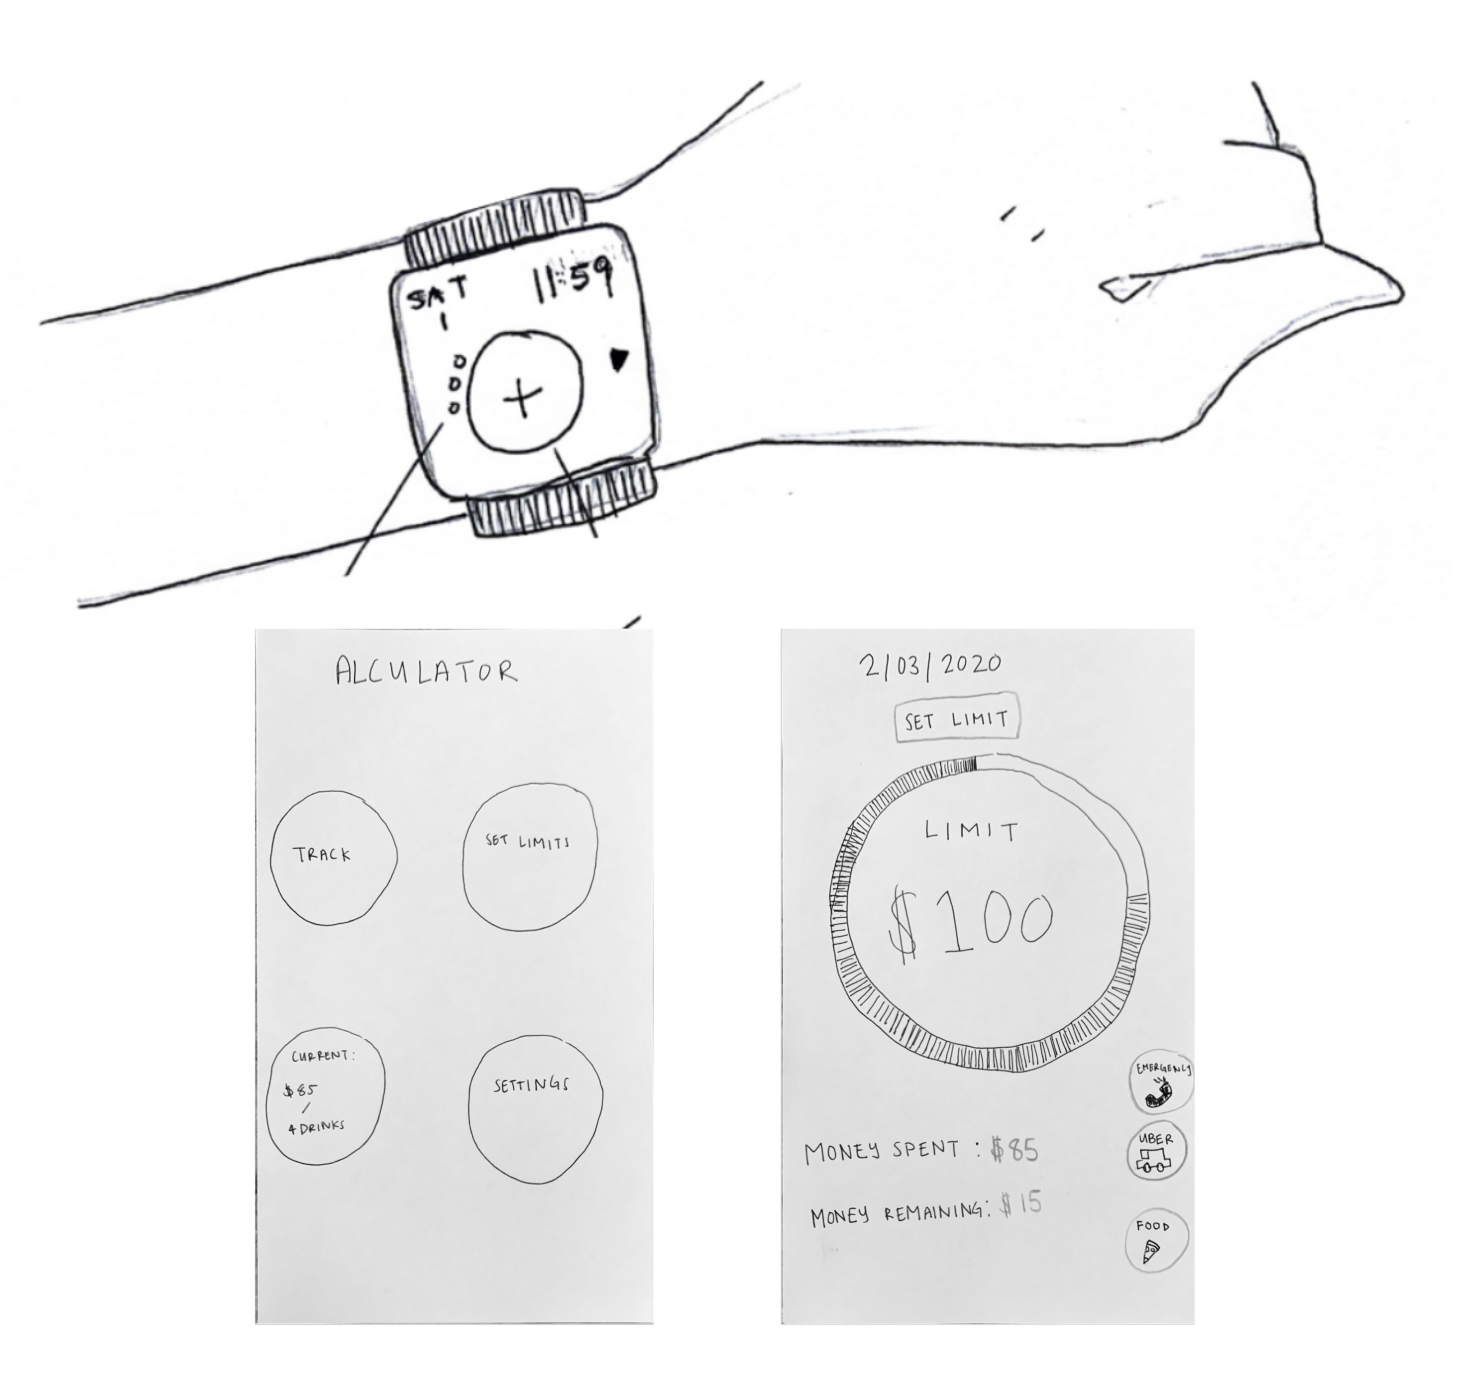 SAT
1
11:59
+
ALCULATOR
TRACK
SET LIMITS
CURRENT:
$85
/
4 DRINKS
SETTINGS
2/03/2020
SET LIMIT
LIMIT
$100
EMERGENCY
UBER
MONEY SPENT : $85
MONEY REMAINING: $15
FOOD